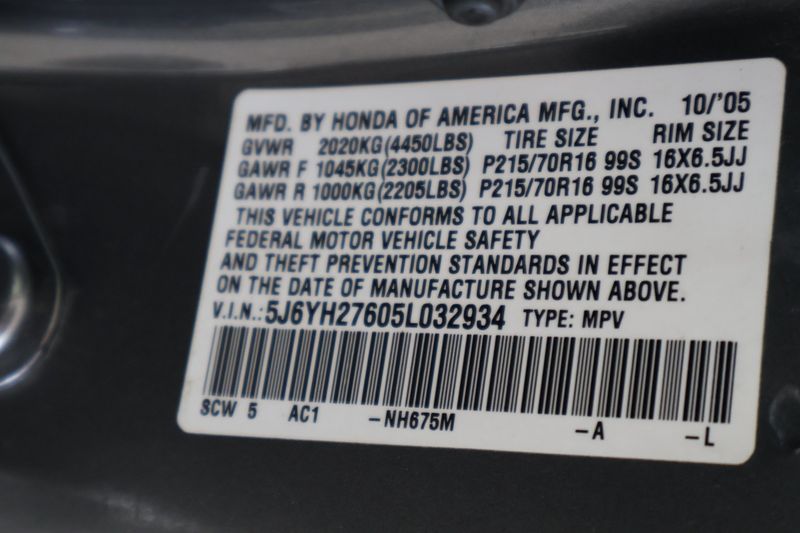 MFD. BY HONDA OF AMERICA MFG., INC. 10/'05
GVWR 2020KG(4450LBS) TIRE SIZE RIM SIZE
GAWR F 1045KG(2300LBS) P215/70R16 99S 16X6.5JJ
GAWR R 1000KG(2205LBS) P215/70R16 99S 16X6.5JJ
THIS VEHICLE CONFORMS TO ALL APPLICABLE
FEDERAL MOTOR VEHICLE SAFETY
AND THEFT PREVENTION STANDARDS IN EFFECT
ON THE DATE OF MANUFACTURE SHOWN ABOVE.
V.I.N.: 5J6YH27605L032934 TYPE: MPV
SCW 5 AC1 -NH675M -A -L